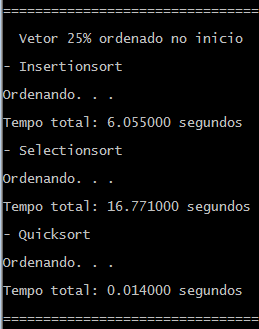 ================================
Vetor 25% ordenado no inicio
- Insertionsort
Ordenando. . .
Tempo total: 6.055000 segundos
- Selectionsort
Ordenando. . .
Tempo total: 16.771000 segundos
- Quicksort
Ordenando. . .
Tempo total: 0.014000 segundos
================================